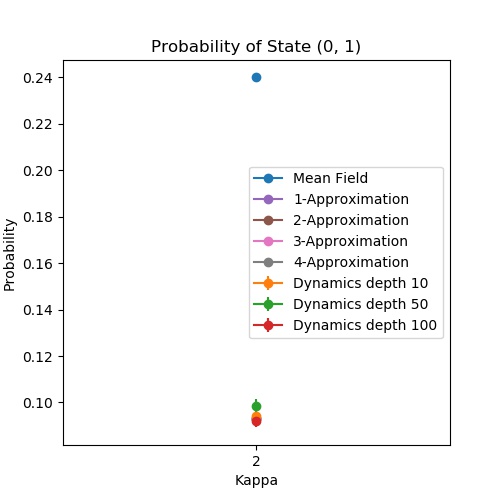 Probability of State (0, 1)
0.24
0.22
0.20
0.18
0.16
0.14
0.12
0.10
Probability
Mean Field
1-Approximation
2-Approximation
3-Approximation
4-Approximation
Dynamics depth 10
Dynamics depth 50
Dynamics depth 100
2
Kappa